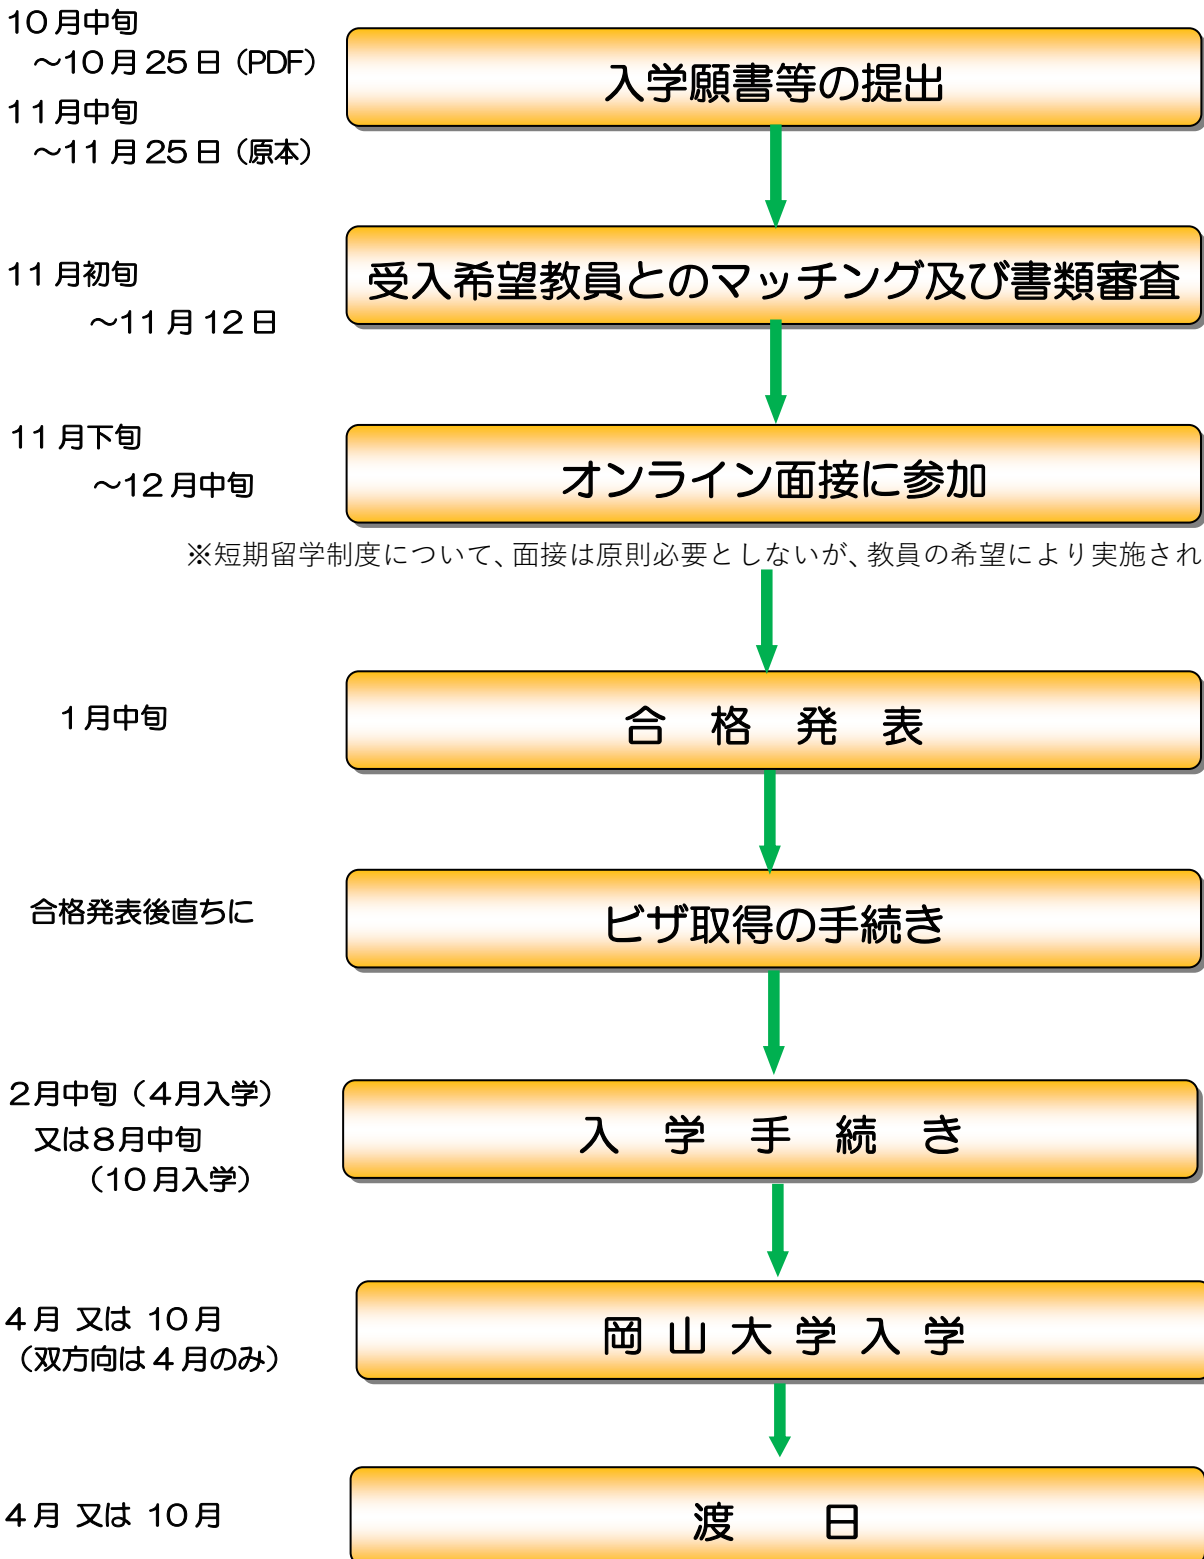 10月中旬
～10月25日（PDF）
入学願書等の提出
11月中旬
～11月25日（原本）
11月初旬
～11月12日
受入希望教員とのマッチング及び書類審査
11月下旬
～12月中旬
オンライン面接に参加
※短期留学制度について、面接は原則必要としないが、教員の希望により実施され
1月中旬
合　格　発　表
合格発表後直ちに
ビザ取得の手続き
2月中旬（4月入学）
又は8月中旬
（10月入学）
入　学　手　続　き
4月 又は 10月
（双方向は4月のみ）
岡 山 大 学 入 学
4月 又は 10月
渡　　日